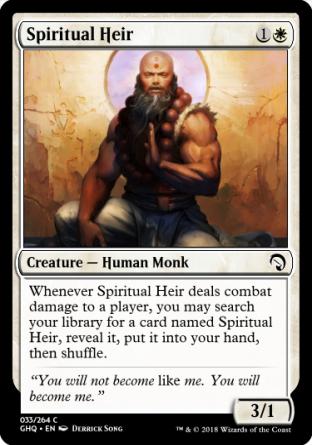 Spiritual Heir 1
Creature — Human Monk
Whenever Spiritual Heir deals combat
damage to a player, you may search
your library for a card named Spiritual
Heir, reveal it, put it into your hand,
then shuffle.
“You will not become like me. You will
become me.”
3/1
033/264 C
GHQ • EN Derrick Song ™ & © 2018 Wizards of the Coast